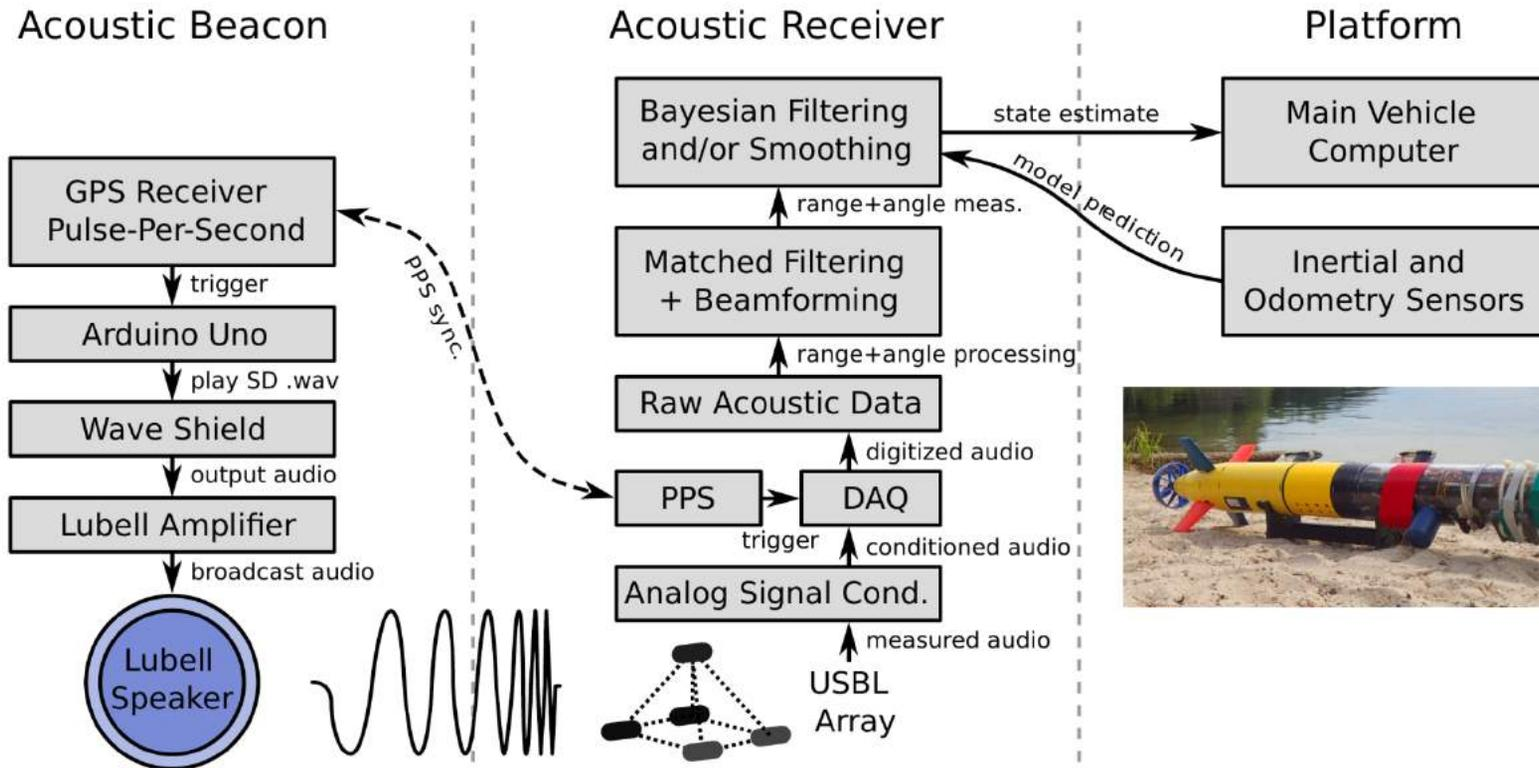 Acoustic Beacon
GPS Receiver
Pulse-Per-Second
trigger
Arduino Uno
play SD .wav
Wave Shield
output audio
Lubell Amplifier
broadcast audio
Lubell
Speaker
PPS sync.
Acoustic Receiver
Bayesian Filtering
and/or Smoothing
range+angle meas.
Matched Filtering
+ Beamforming
range+angle processing
Raw Acoustic Data
digitized audio
PPS
DAQ
trigger
conditioned audio
Analog Signal Cond.
measured audio
USBL
Array
state estimate
model prediction
Platform
Main Vehicle
Computer
Inertial and
Odometry Sensors